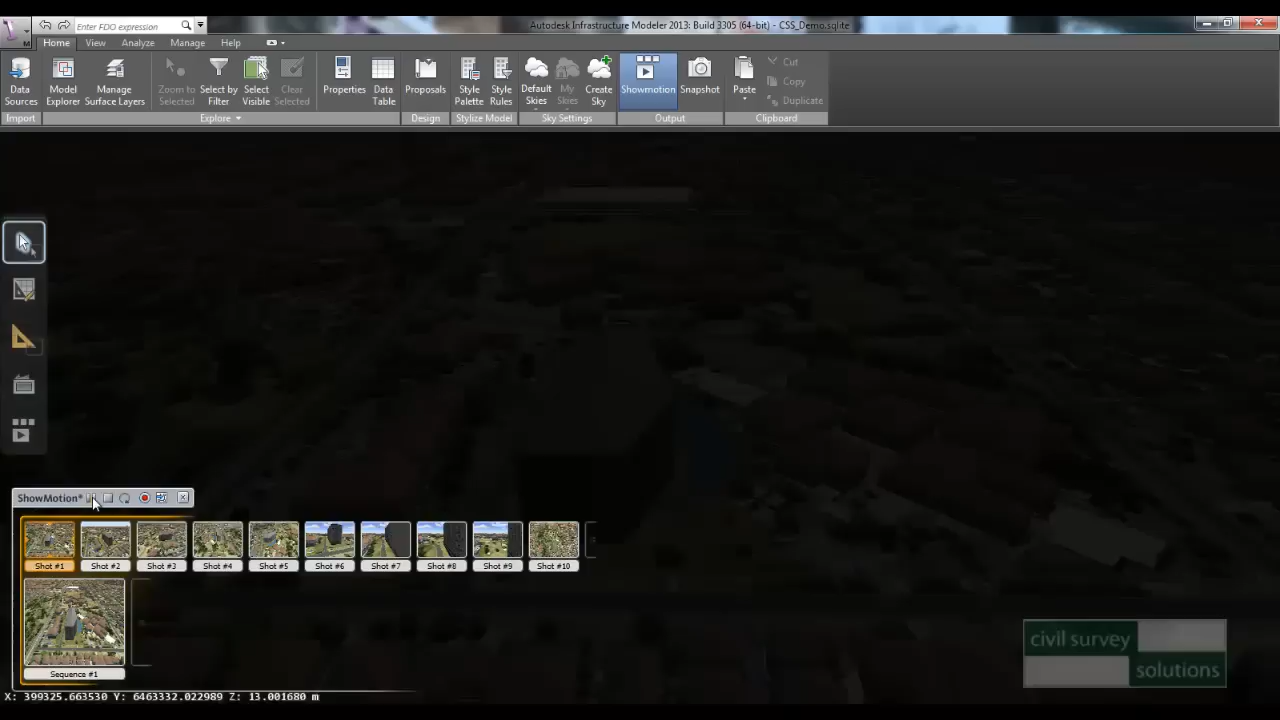 Enter FDO expression
Autodesk Infrastructure Modeler 2013: Build 3305 (64-bit) - CSS_Demo.sqlite
M
Home View Analyze Manage Help
Data Sources
Model Explorer
Manage Surface Layers
Zoom to Selected
Select by Filter
Select Visible
Clear Selected
Properties
Data Table
Proposals
Style Palette
Style Rules
Default Skies
My Skies
Create Sky
Showmotion
Snapshot
Paste
Cut
Copy
Duplicate
Import Explore Design Stylize Model Sky Settings Output Clipboard
ShowMotion*
Shot #1 Shot #2 Shot #3 Shot #4 Shot #5 Shot #6 Shot #7 Shot #8 Shot #9 Shot #10
Sequence #1
civil survey
solutions
X: 399325.663530 Y: 6463332.022989 Z: 13.001680 m